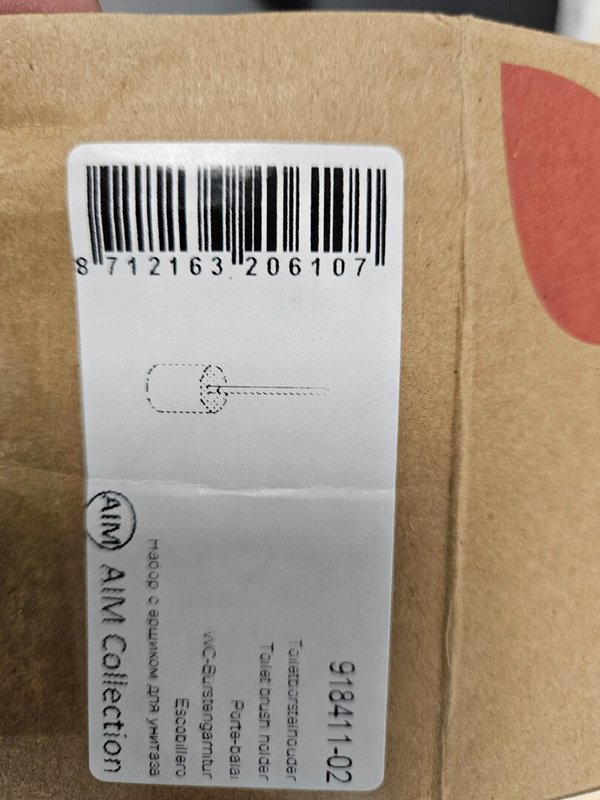 8 712163 206107
918411-02
Toiletborstelhouder
Toilet brush holder
Porte-balai
WC-Bürstengarnitur
Escobillero
набор с ершиком для унитаза
AIM AIM Collection